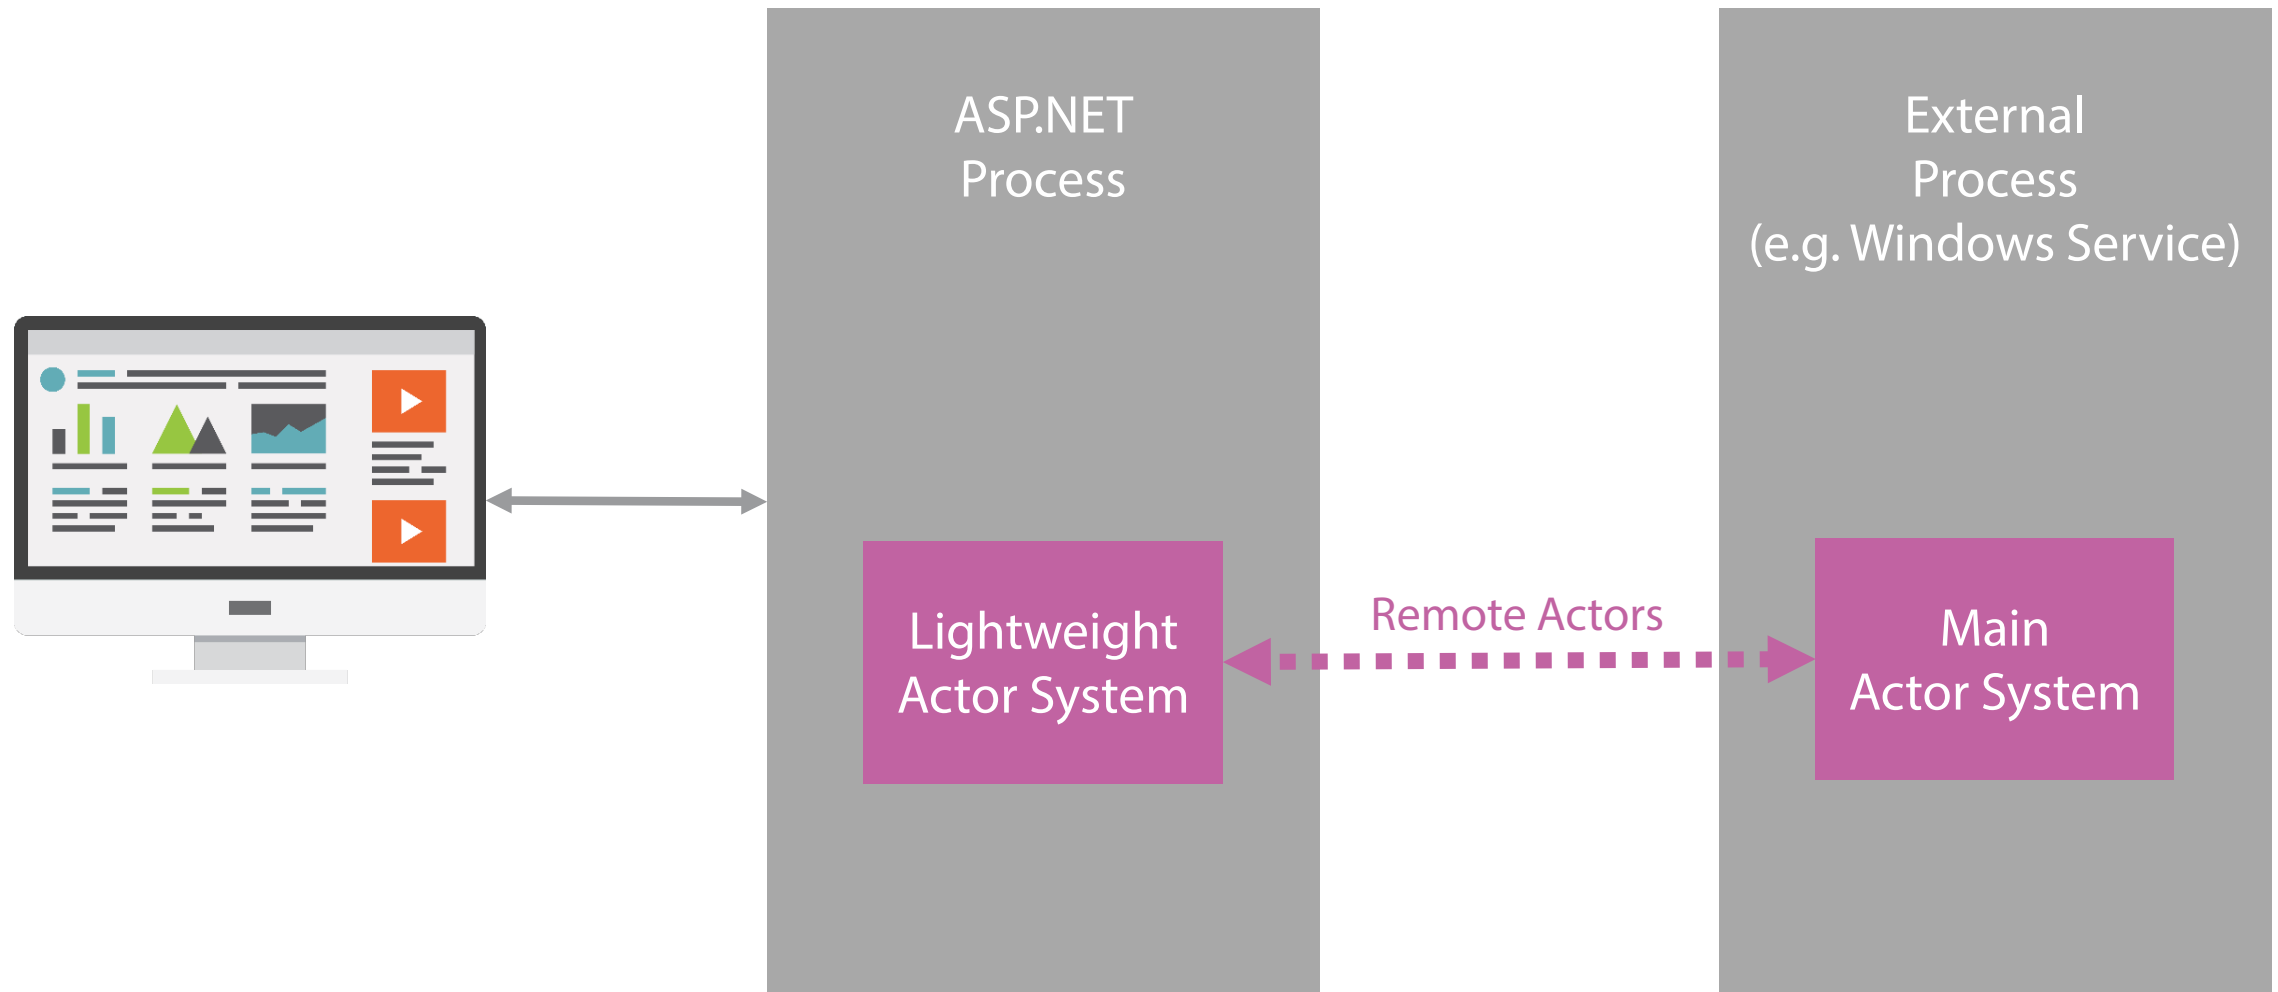 ASP.NET
Process
External
Process
(e.g. Windows Service)
Lightweight
Actor System
Remote Actors
Main
Actor System